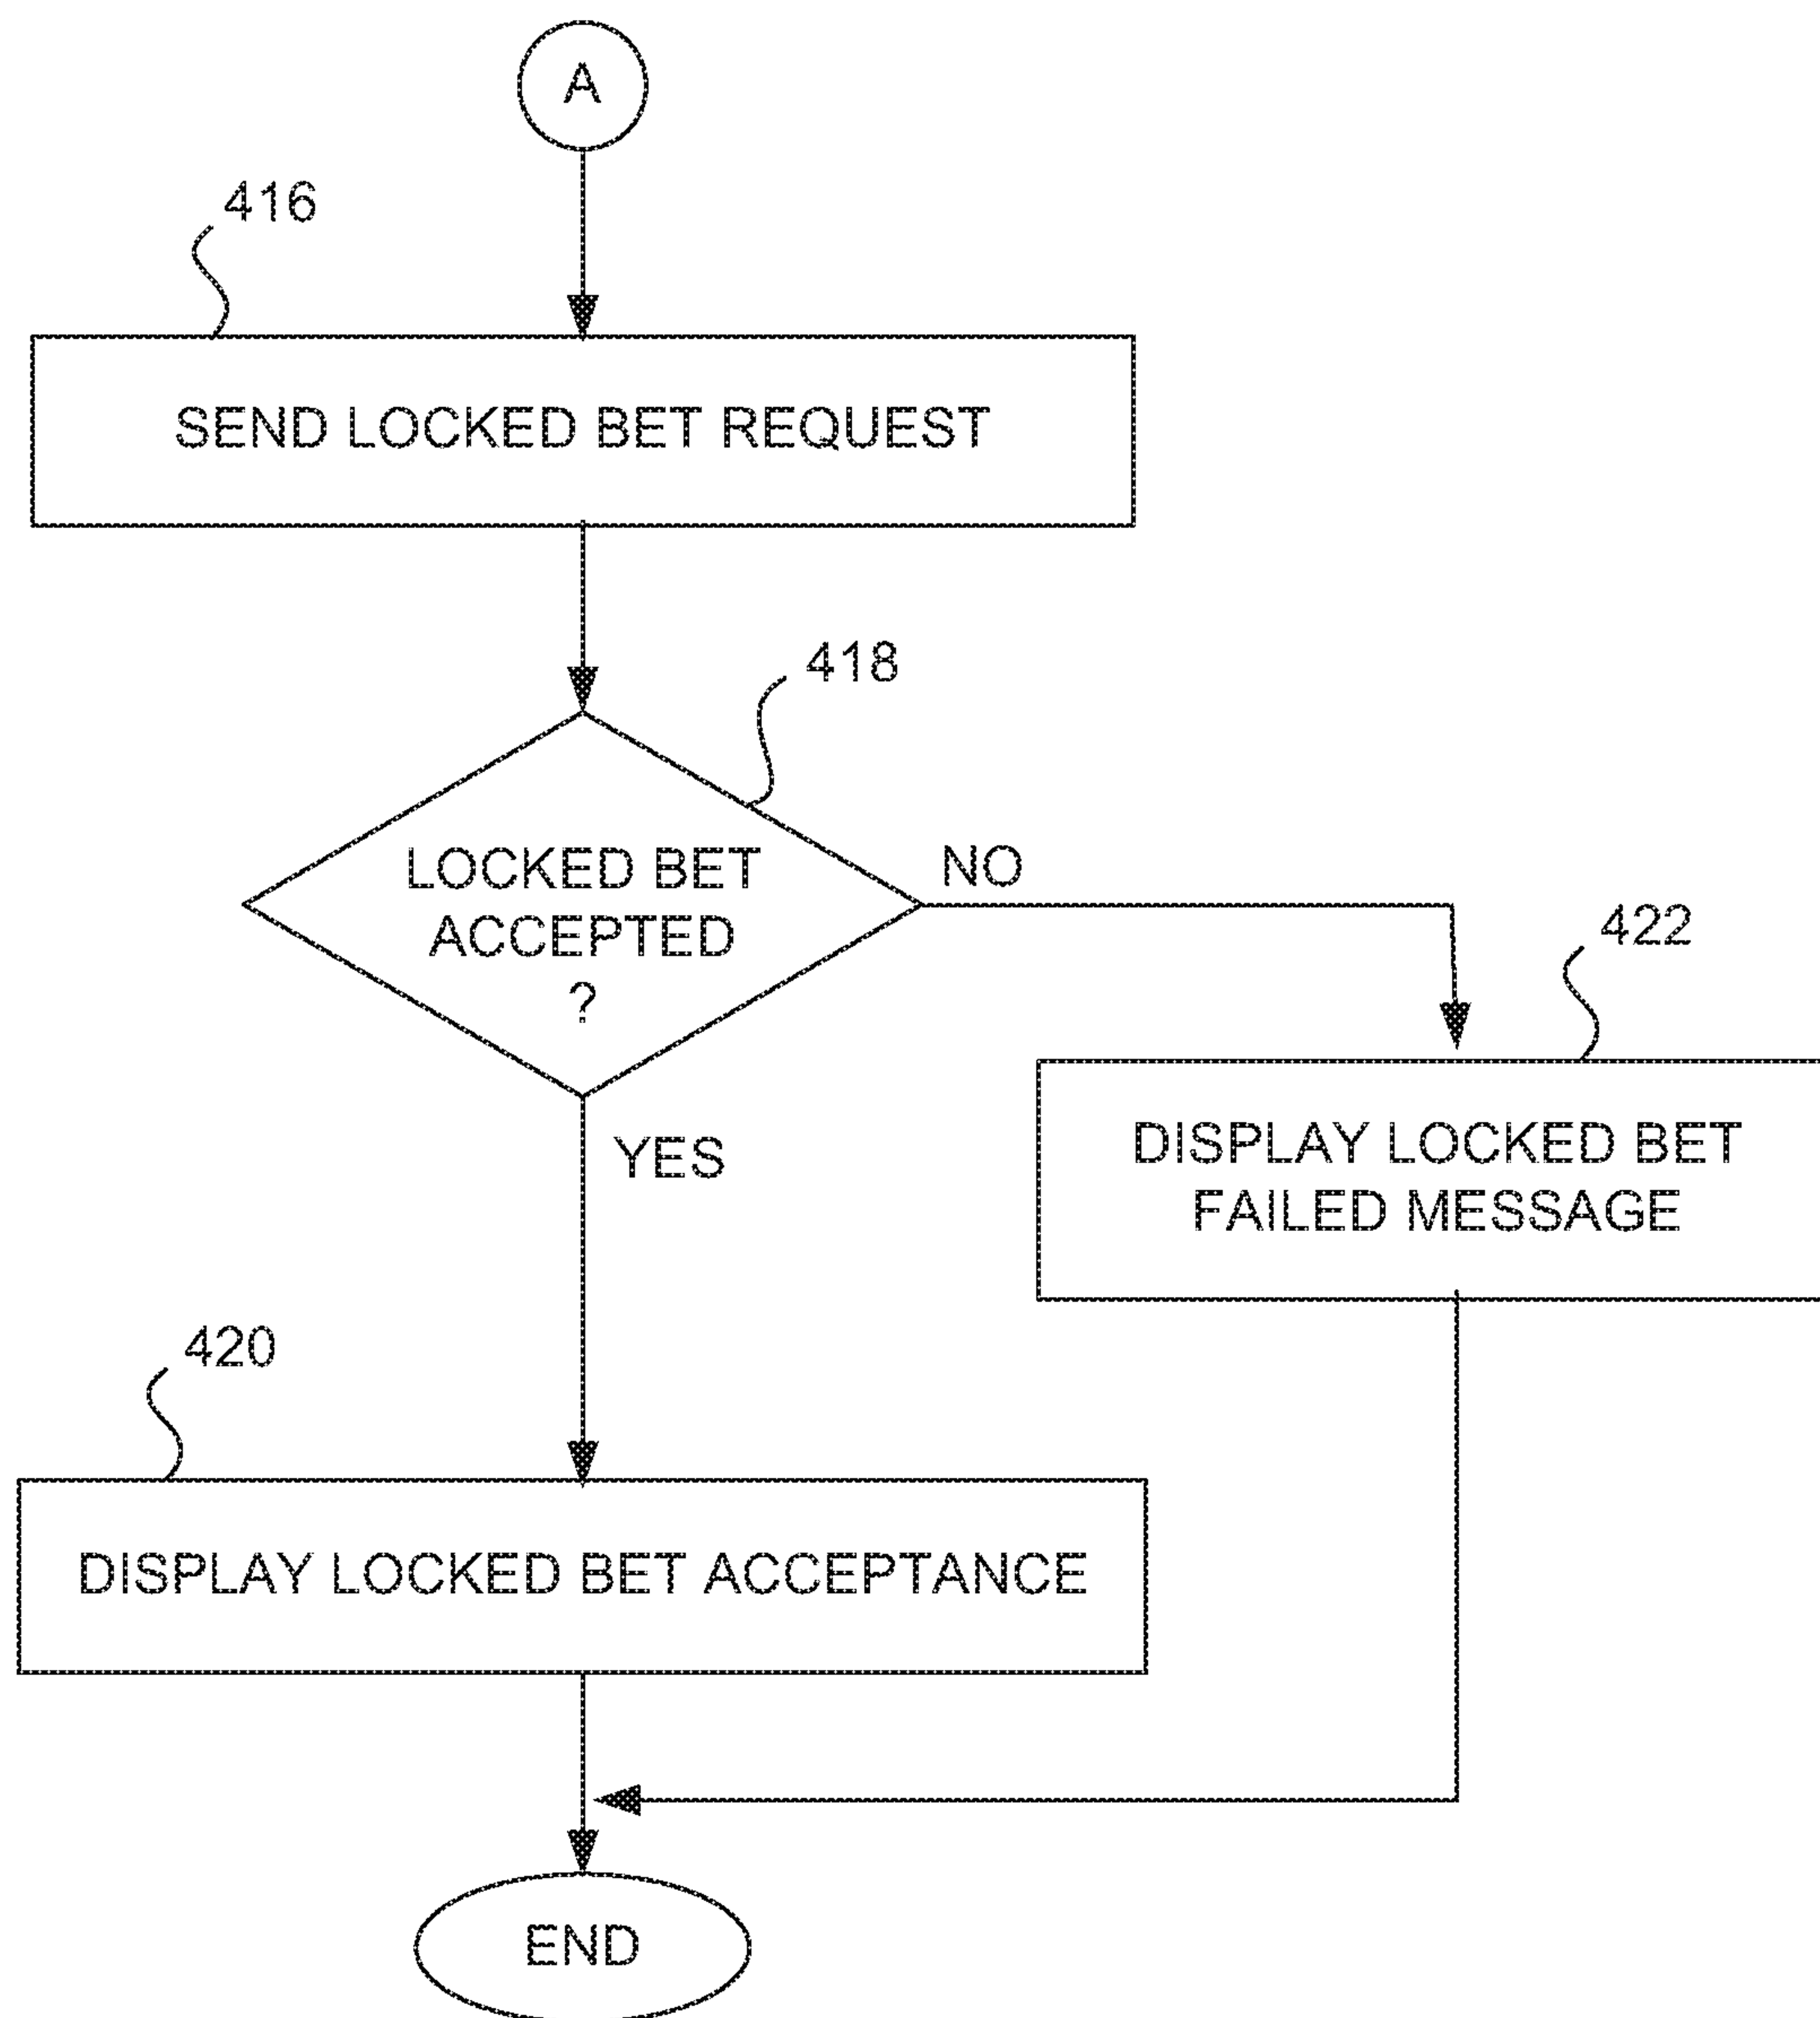 A
416
SEND LOCKED BET REQUEST
418
LOCKED BET
ACCEPTED
?
NO
422
DISPLAY LOCKED BET
FAILED MESSAGE
YES
420
DISPLAY LOCKED BET ACCEPTANCE
END